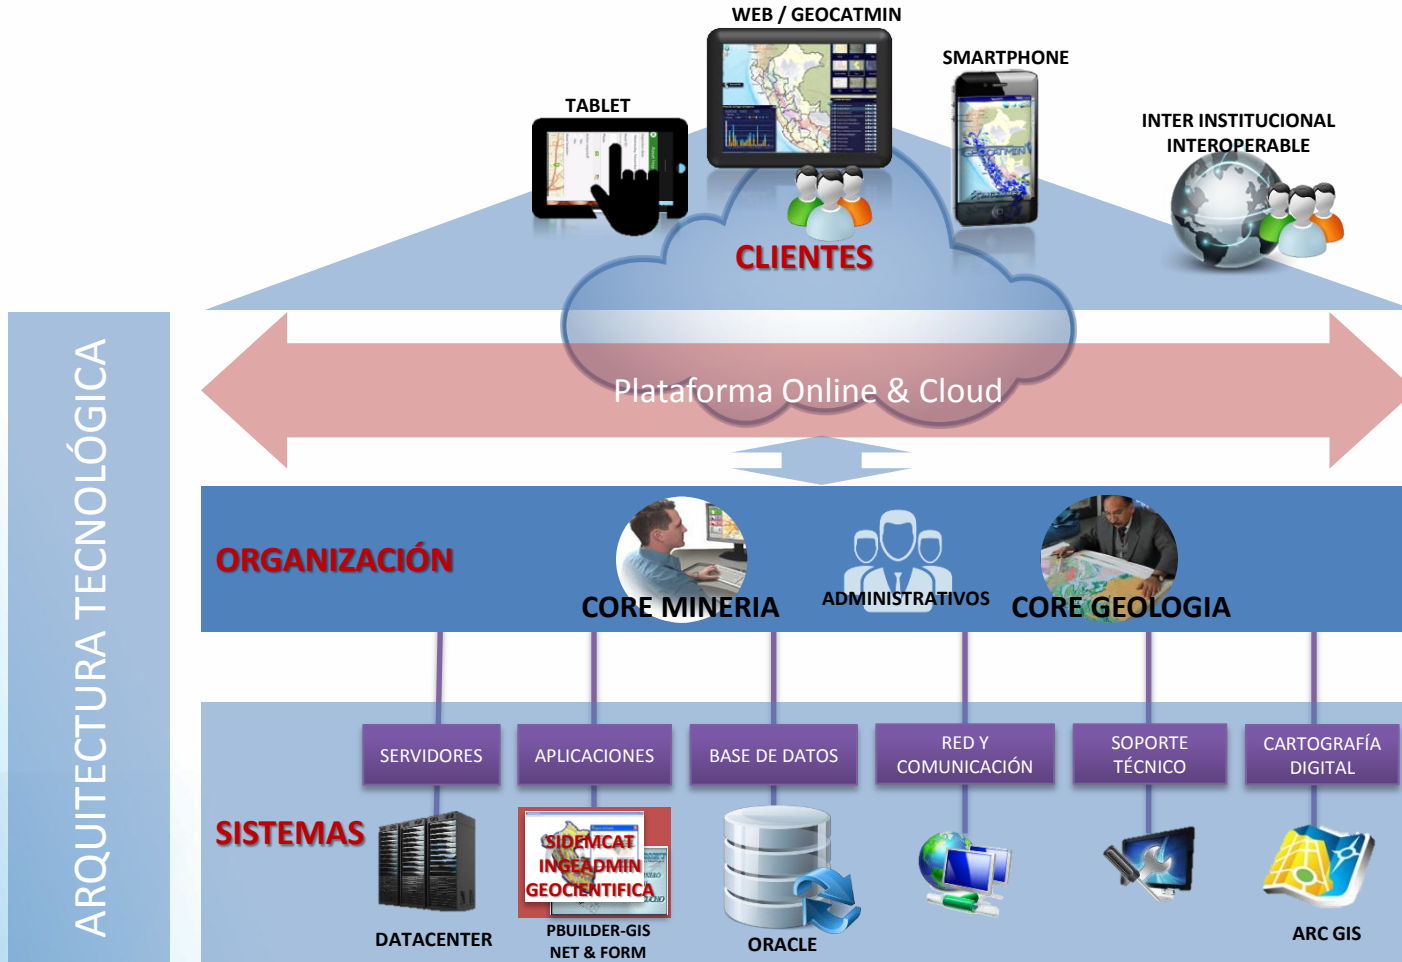 WEB / GEOCATMIN
SMARTPHONE
TABLET
INTER INSTITUCIONAL
INTEROPERABLE
GEOCATMIN
CLIENTES
Plataforma Online & Cloud
ARQUITECTURA TECNOLÓGICA
ORGANIZACIÓN
CORE MINERIA
ADMINISTRATIVOS
CORE GEOLOGIA
SERVIDORES
APLICACIONES
BASE DE DATOS
RED Y
COMUNICACIÓN
SOPORTE
TÉCNICO
CARTOGRAFÍA
DIGITAL
SISTEMAS
SIDEMCAT
INGEADMIN
GEOCIENTIFICA
DATACENTER
PBUILDER-GIS
NET & FORM
ORACLE
ARC GIS